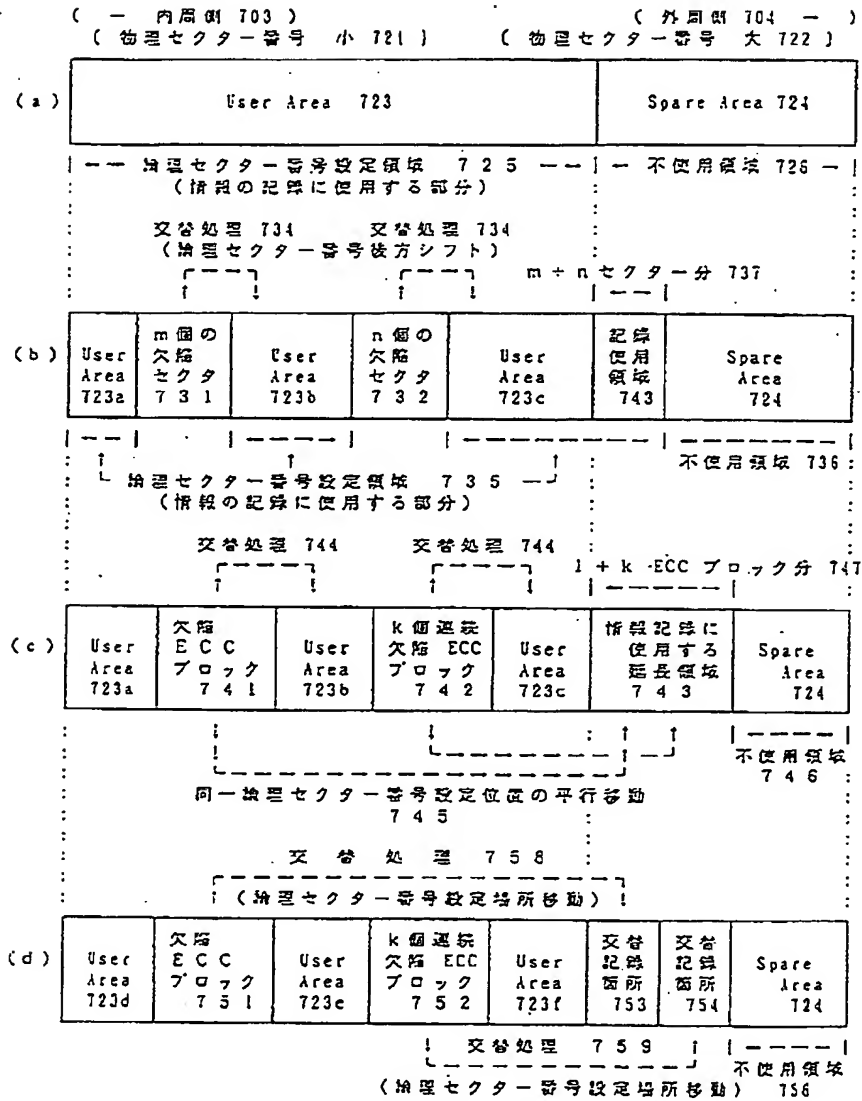 ( ― 内周側 703 ) ( 外周側 704 ― )
( 物理セクター番号 小 721 ) ( 物理セクター番号 大 722 )
(a) User Area 723 Spare Area 724
論理セクター番号設定領域 725 不使用領域 726
(情報の記録に使用する部分)
交替処理 734 交替処理 734
(論理セクター番号後方シフト)
m+nセクター分 737
(b)
User Area 723a
m個の欠陥セクタ 731
User Area 723b
n個の欠陥セクタ 732
User Area 723c
記録使用領域 743
Spare Area 724
不使用領域 736
論理セクター番号設定領域 735
(情報の記録に使用する部分)
交替処理 744 交替処理 744
1+k ECCブロック分 747
(c)
User Area 723a
欠陥ECCブロック 741
User Area 723b
k個連続欠陥ECCブロック 742
User Area 723c
情報記録に使用する延長領域 743
Spare Area 724
不使用領域 746
同一論理セクター番号設定位置の平行移動
745
交替処理 758
(論理セクター番号設定場所移動)
(d)
User Area 723d
欠陥ECCブロック 751
User Area 723e
k個連続欠陥ECCブロック 752
User Area 723f
交替記録箇所 753
交替記録箇所 754
Spare Area 724
交替処理 759
不使用領域 756
(論理セクター番号設定場所移動)